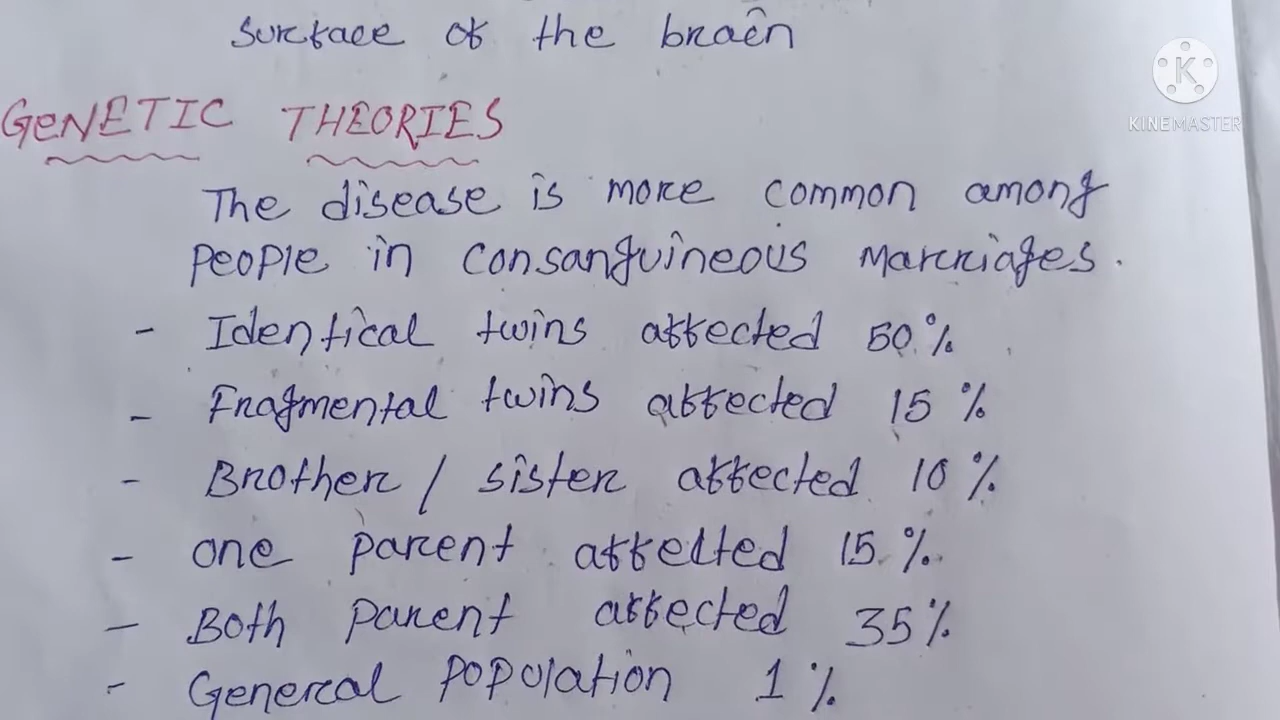 surface of the brain
K
KINEMASTER
GENETIC THEORIES
The disease is more common among
people in consanguineous marriages.
- Identical twins affected 50%
- Fragmental twins affected 15%
- Brother / sister affected 10%
- one parent affected 15%
- Both parent affected 35%
- General population 1%